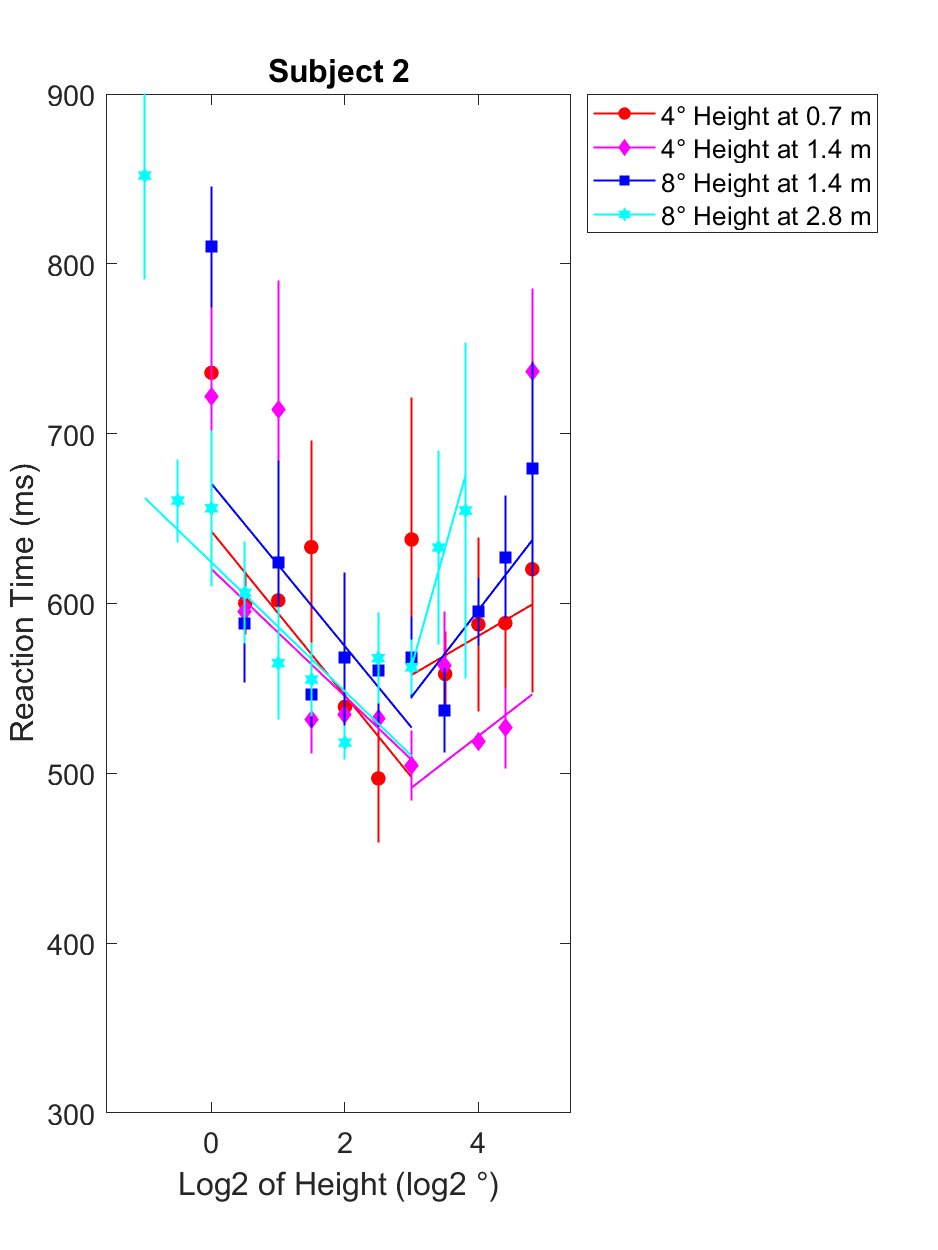 Subject 2
900
800
700
600
500
400
300
Reaction Time (ms)
0 2 4
Log2 of Height (log2 °)
4° Height at 0.7 m
4° Height at 1.4 m
8° Height at 1.4 m
8° Height at 2.8 m